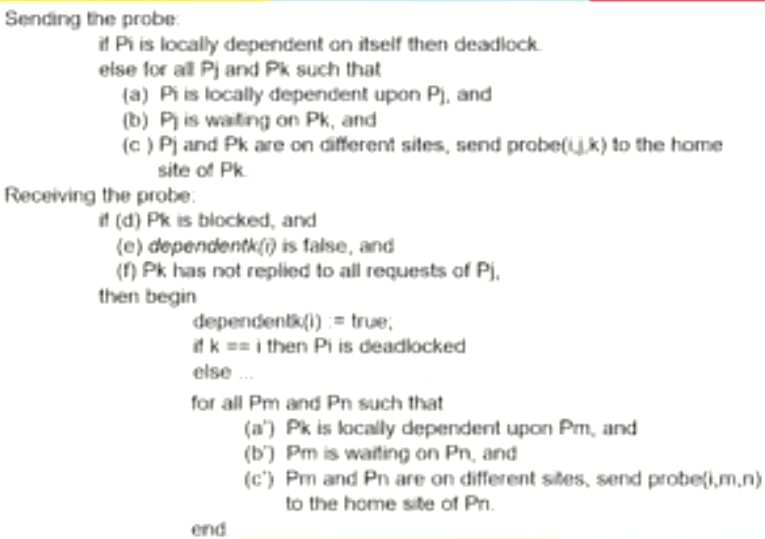 Sending the probe:
if Pi is locally dependent on itself then deadlock.
else for all Pj and Pk such that
(a) Pi is locally dependent upon Pj, and
(b) Pj is waiting on Pk, and
(c ) Pj and Pk are on different sites, send probe(i,j,k) to the home
site of Pk.
Receiving the probe:
if (d) Pk is blocked, and
(e) dependentk(i) is false, and
(f) Pk has not replied to all requests of Pj,
then begin
dependentk(i) := true;
if k == i then Pi is deadlocked
else ...
for all Pm and Pn such that
(a') Pk is locally dependent upon Pm, and
(b') Pm is waiting on Pn, and
(c') Pm and Pn are on different sites, send probe(i,m,n)
to the home site of Pn.
end.